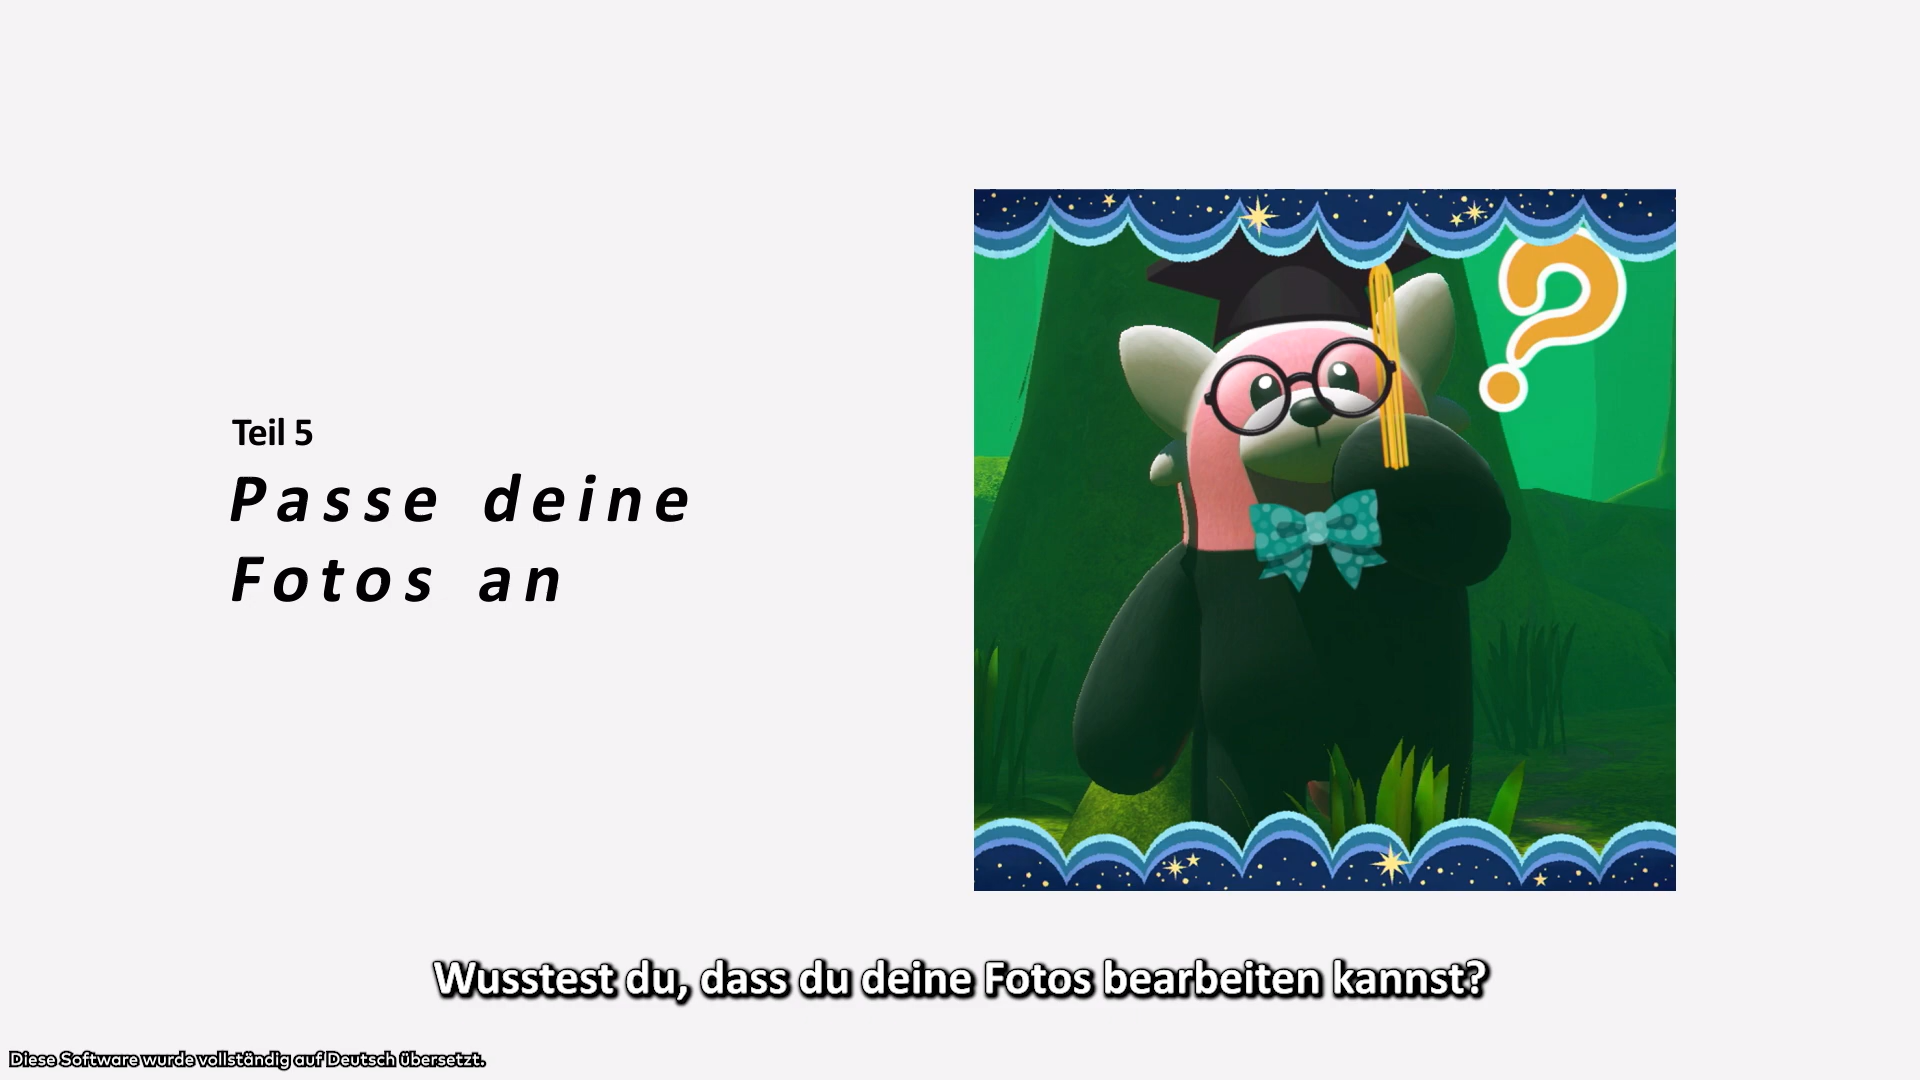 Teil 5
Passe deine
Fotos an
?
Wusstest du, dass du deine Fotos bearbeiten kannst?
Diese Software wurde vollständig auf Deutsch übersetzt.